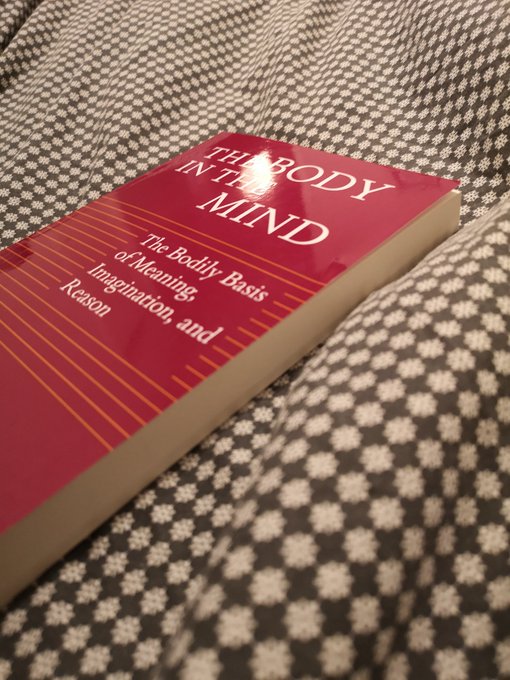 THE BODY
IN THE
MIND
The Bodily Basis
of Meaning,
Imagination, and
Reason